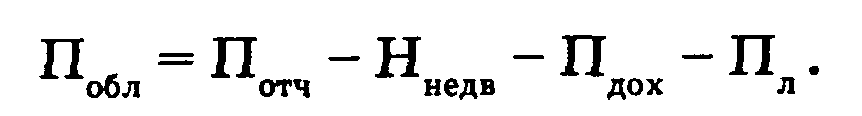 Побл = Потч − Ннедв − Пдох − Пл.